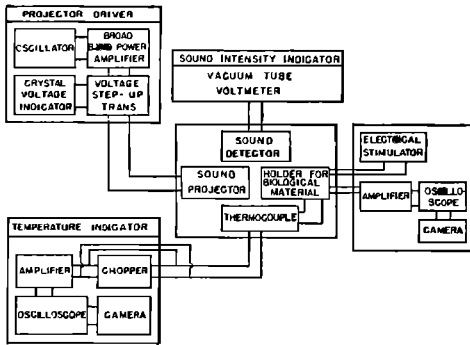 PROJECTOR DRIVER
OSCILLATOR
BROAD
BAND POWER
AMPLIFIER
CRYSTAL
VOLTAGE
INDICATOR
VOLTAGE
STEP-UP
TRANS
SOUND INTENSITY INDICATOR
VACUUM TUBE
VOLTMETER
SOUND
DETECTOR
SOUND
PROJECTOR
HOLDER FOR
BIOLOGICAL
MATERIAL
THERMOCOUPLE
ELECTRICAL
STIMULATOR
AMPLIFIER
OSCILLO-
SCOPE
CAMERA
TEMPERATURE INDICATOR
AMPLIFIER
CHOPPER
OSCILLOSCOPE
CAMERA